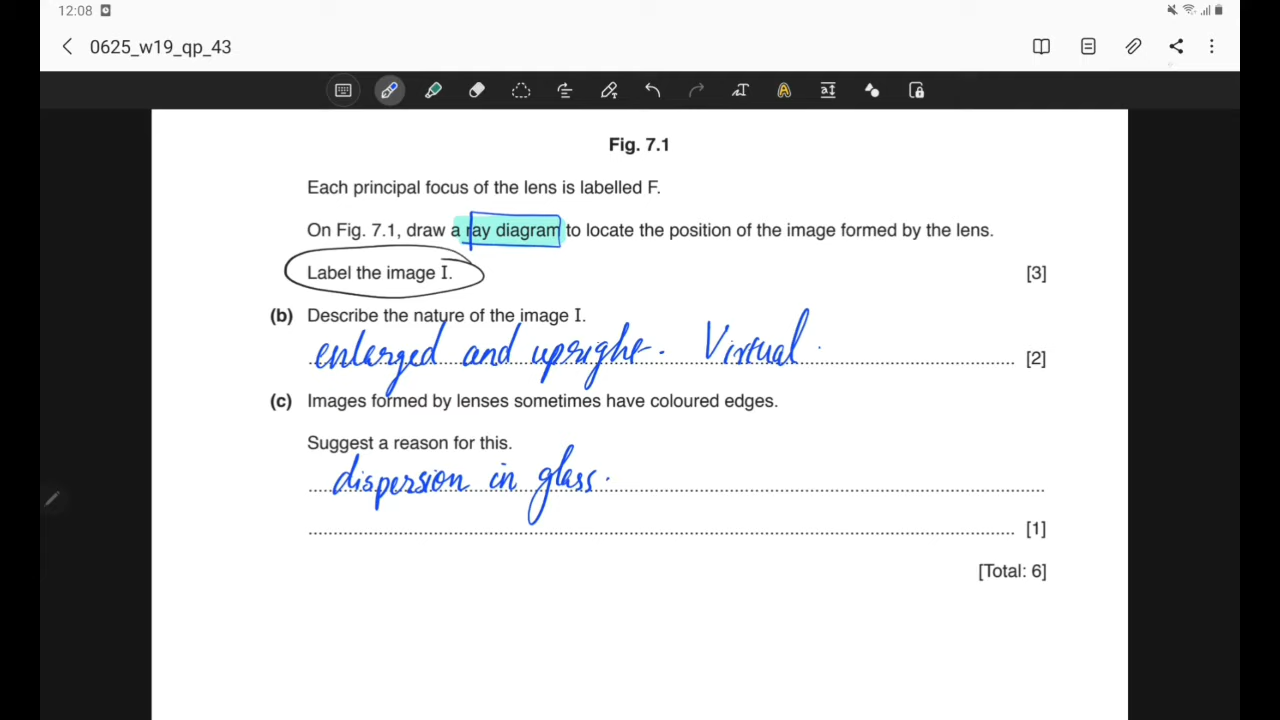 12:08
0625_w19_qp_43
Fig. 7.1
Each principal focus of the lens is labelled F.
On Fig. 7.1, draw a ray diagram to locate the position of the image formed by the lens.
Label the image I. [3]
(b) Describe the nature of the image I.
enlarged and upright. Virtual. [2]
(c) Images formed by lenses sometimes have coloured edges.
Suggest a reason for this.
dispersion in glass.
[1]
[Total: 6]